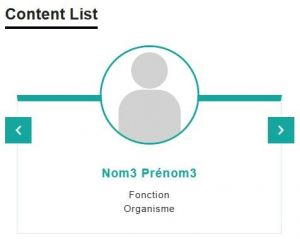 Content List
Nom3 Prénom3
Fonction
Organisme